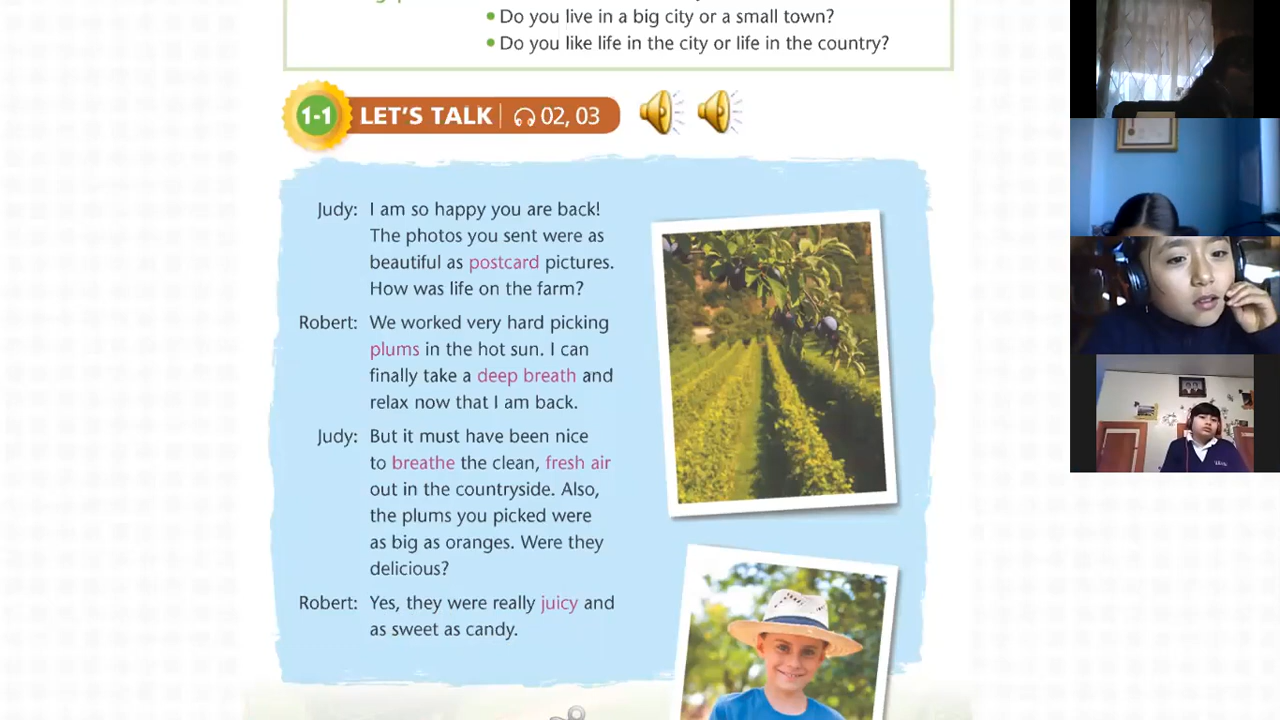 • Do you live in a big city or a small town?
• Do you like life in the city or life in the country?
1-1 LET'S TALK | 02, 03
Judy: I am so happy you are back!
The photos you sent were as
beautiful as postcard pictures.
How was life on the farm?
Robert: We worked very hard picking
plums in the hot sun. I can
finally take a deep breath and
relax now that I am back.
Judy: But it must have been nice
to breathe the clean, fresh air
out in the countryside. Also,
the plums you picked were
as big as oranges. Were they
delicious?
Robert: Yes, they were really juicy and
as sweet as candy.